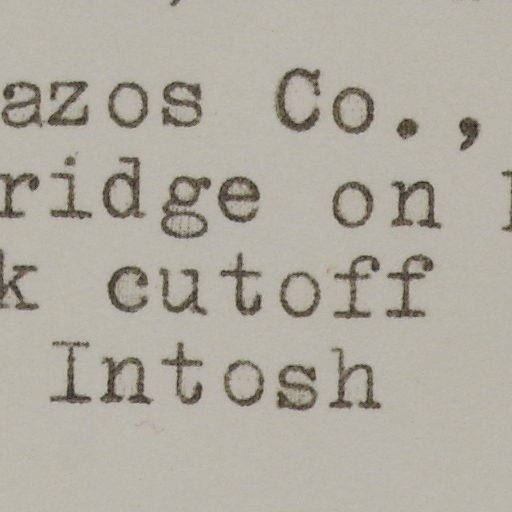 azos Co.,
ridge on
k cutoff
Intosh